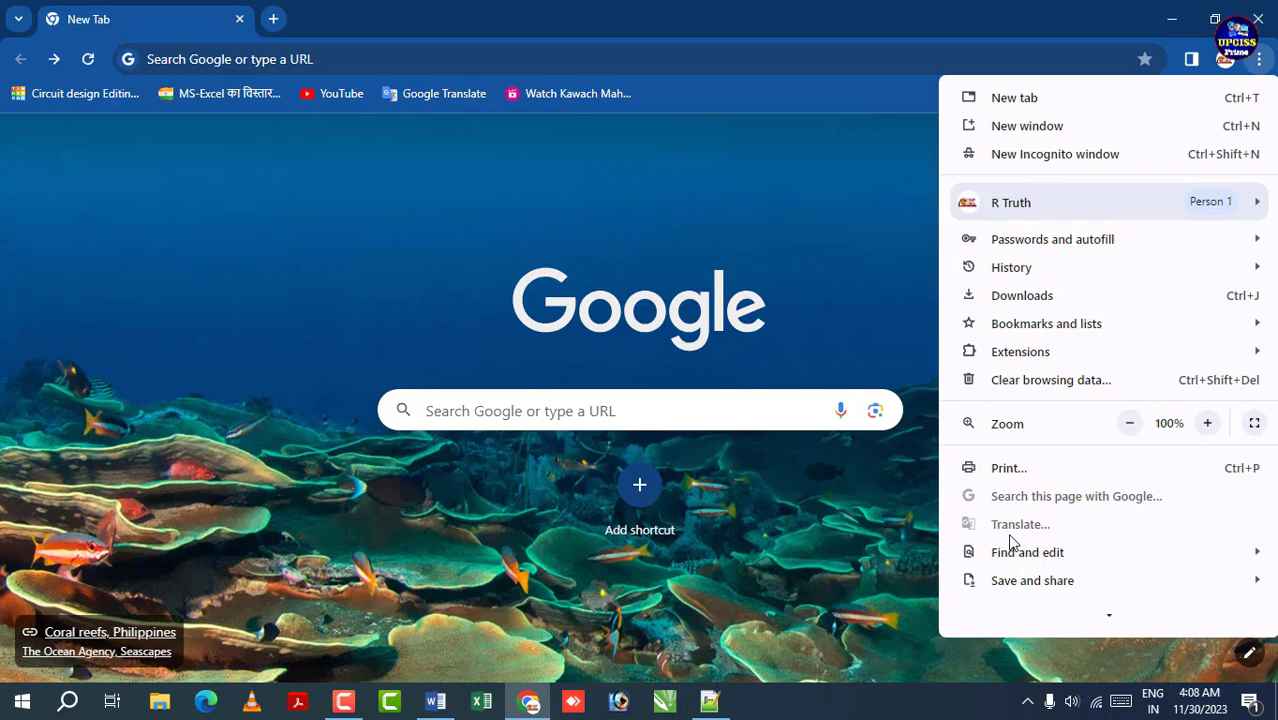 New Tab
UPCISS
Prime
Search Google or type a URL
Circuit design Editin...
MS-Excel का विस्तार...
YouTube
Google Translate
Watch Kawach Mah...
New tab Ctrl+T
New window Ctrl+N
New Incognito window Ctrl+Shift+N
R Truth Person 1
Passwords and autofill
History
Downloads Ctrl+J
Bookmarks and lists
Extensions
Clear browsing data... Ctrl+Shift+Del
Zoom 100%
Print... Ctrl+P
Search this page with Google...
Translate...
Find and edit
Save and share
Google
Search Google or type a URL
Add shortcut
Coral reefs, Philippines
The Ocean Agency, Seascapes
ENG
IN
4:08 AM
11/30/2023
1